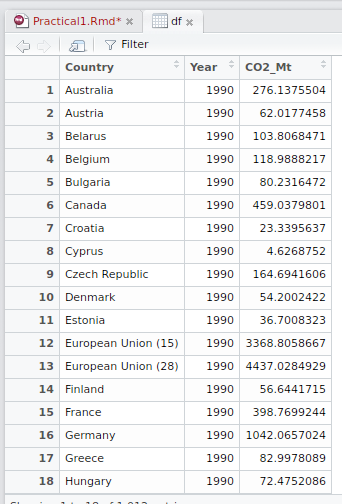 Practical1.Rmd* × df ×
Filter
Country Year CO2_Mt
1 Australia 1990 276.1375504
2 Austria 1990 62.0177458
3 Belarus 1990 103.8068471
4 Belgium 1990 118.9888217
5 Bulgaria 1990 80.2316472
6 Canada 1990 459.0379801
7 Croatia 1990 23.3395637
8 Cyprus 1990 4.6268752
9 Czech Republic 1990 164.6941606
10 Denmark 1990 54.2002422
11 Estonia 1990 36.7008323
12 European Union (15) 1990 3368.8058667
13 European Union (28) 1990 4437.0284929
14 Finland 1990 56.6441715
15 France 1990 398.7699244
16 Germany 1990 1042.0657024
17 Greece 1990 82.9978089
18 Hungary 1990 72.4752086